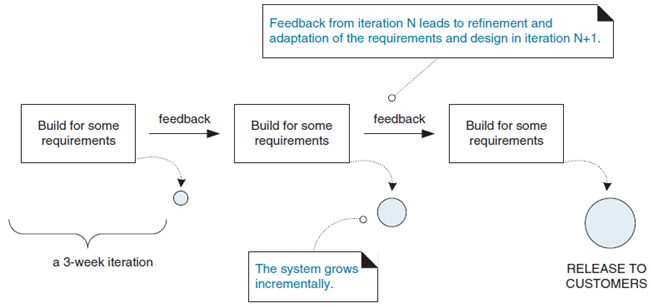 Feedback from iteration N leads to refinement and
adaptation of the requirements and design in iteration N+1.
Build for some
requirements
feedback
Build for some
requirements
feedback
Build for some
requirements
a 3-week iteration
The system grows
incrementally.
RELEASE TO
CUSTOMERS